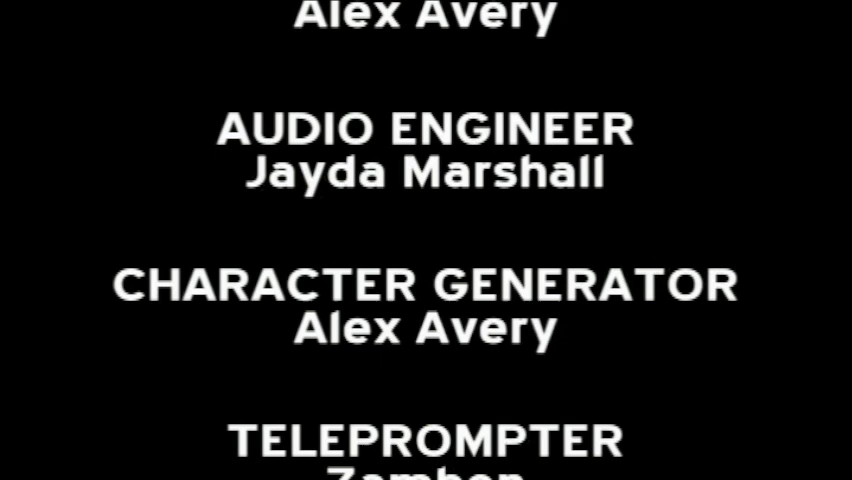 Alex Avery
AUDIO ENGINEER
Jayda Marshall
CHARACTER GENERATOR
Alex Avery
TELEPROMPTER